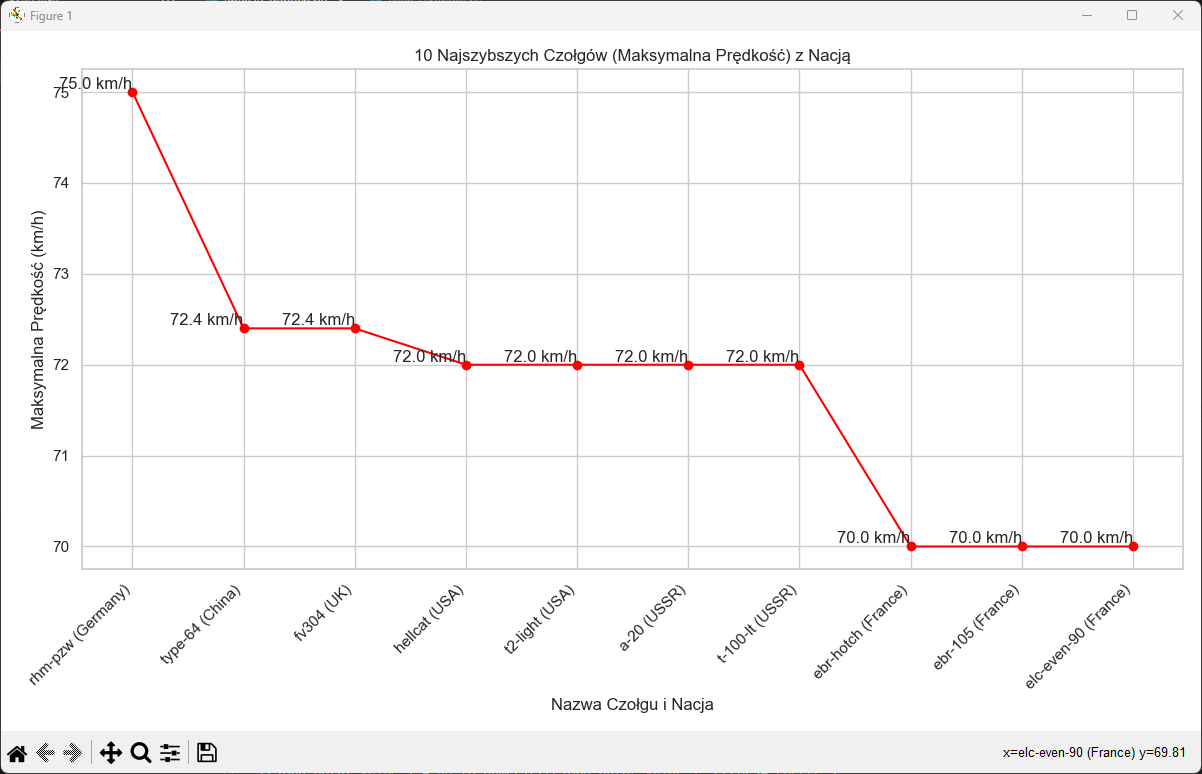 Figure 1
10 Najszybszych Czołgów (Maksymalna Prędkość) z Nacją
Maksymalna Prędkość (km/h)
75
74
73
72
71
70
75.0 km/h
72.4 km/h
72.4 km/h
72.0 km/h
72.0 km/h
72.0 km/h
72.0 km/h
70.0 km/h
70.0 km/h
70.0 km/h
rhm-pzw (Germany)
type-64 (China)
fv304 (UK)
hellcat (USA)
t2-light (USA)
a-20 (USSR)
t-100-lt (USSR)
ebr-hotch (France)
ebr-105 (France)
elc-even-90 (France)
Nazwa Czołgu i Nacja
x=elc-even-90 (France) y=69.81